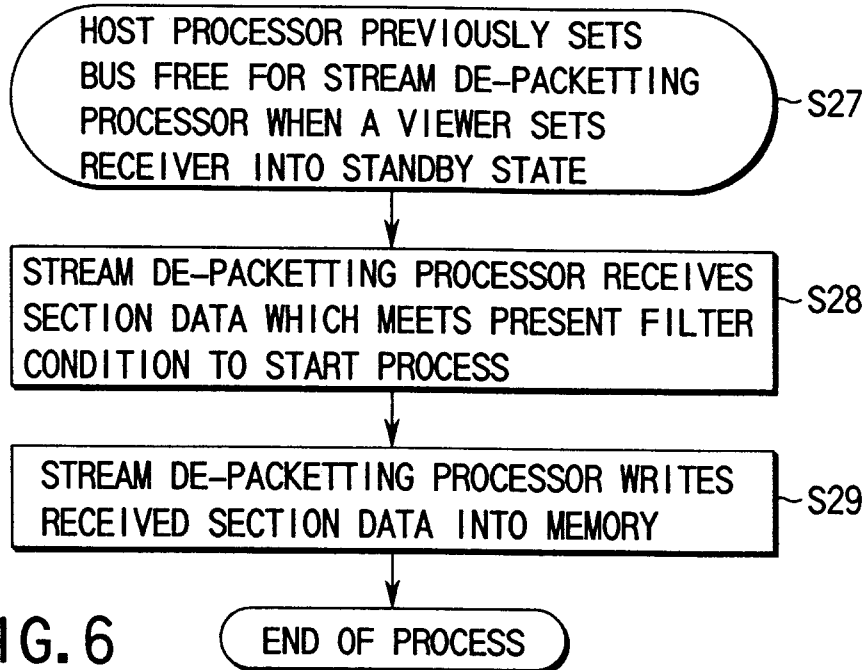 HOST PROCESSOR PREVIOUSLY SETS
BUS FREE FOR STREAM DE-PACKETTING
PROCESSOR WHEN A VIEWER SETS
RECEIVER INTO STANDBY STATE
S27
STREAM DE-PACKETTING PROCESSOR RECEIVES
SECTION DATA WHICH MEETS PRESENT FILTER
CONDITION TO START PROCESS
S28
STREAM DE-PACKETTING PROCESSOR WRITES
RECEIVED SECTION DATA INTO MEMORY
S29
IG. 6
END OF PROCESS